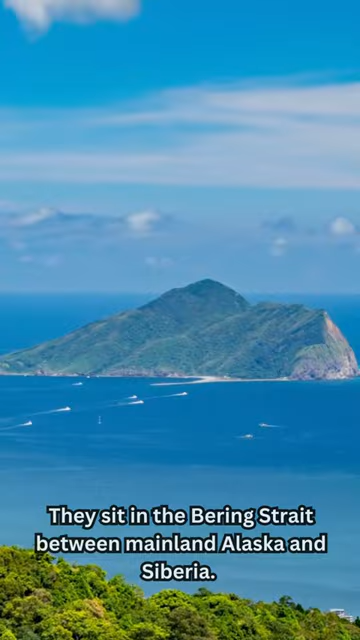 They sit in the Bering Strait
between mainland Alaska and
Siberia.